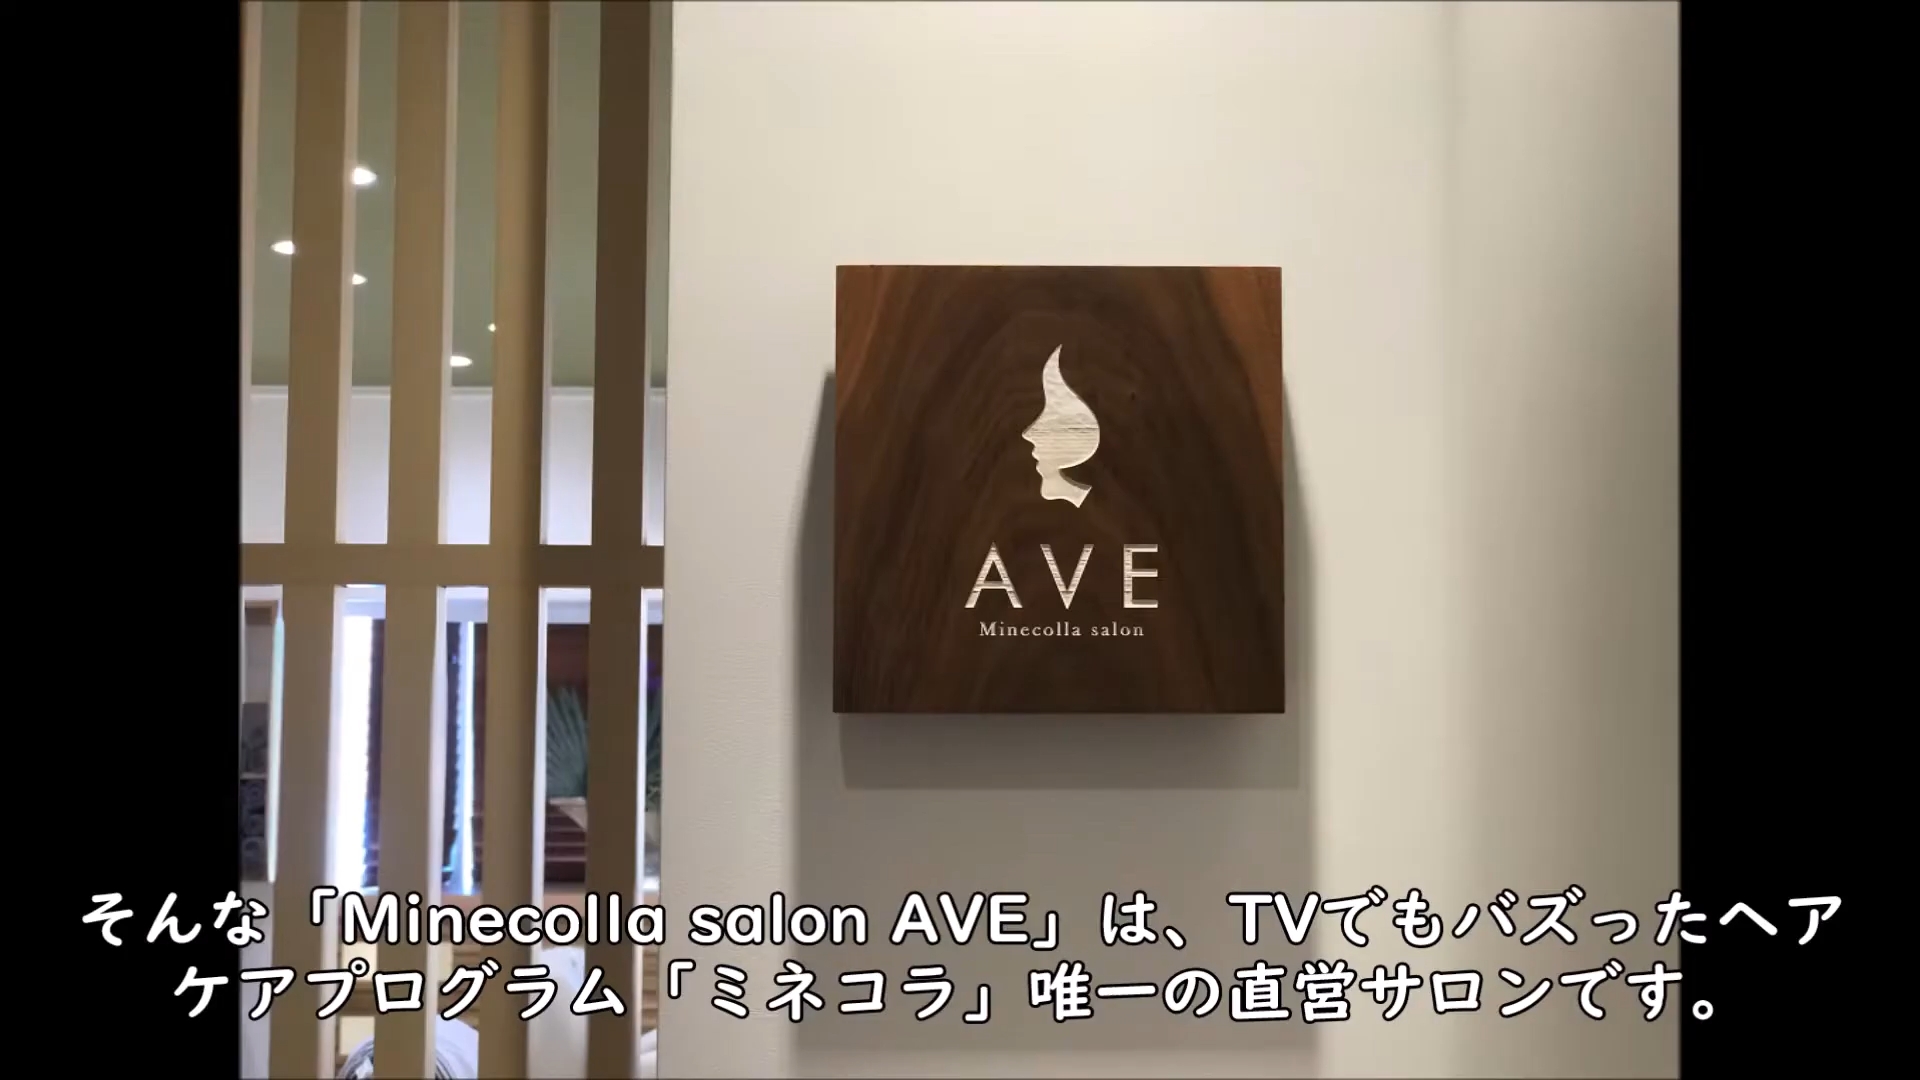 AVE
Minecolla salon
そんな「Minecolla salon AVE」は、TVでもバズったヘア
ケアプログラム「ミネコラ」唯一の直営サロンです。